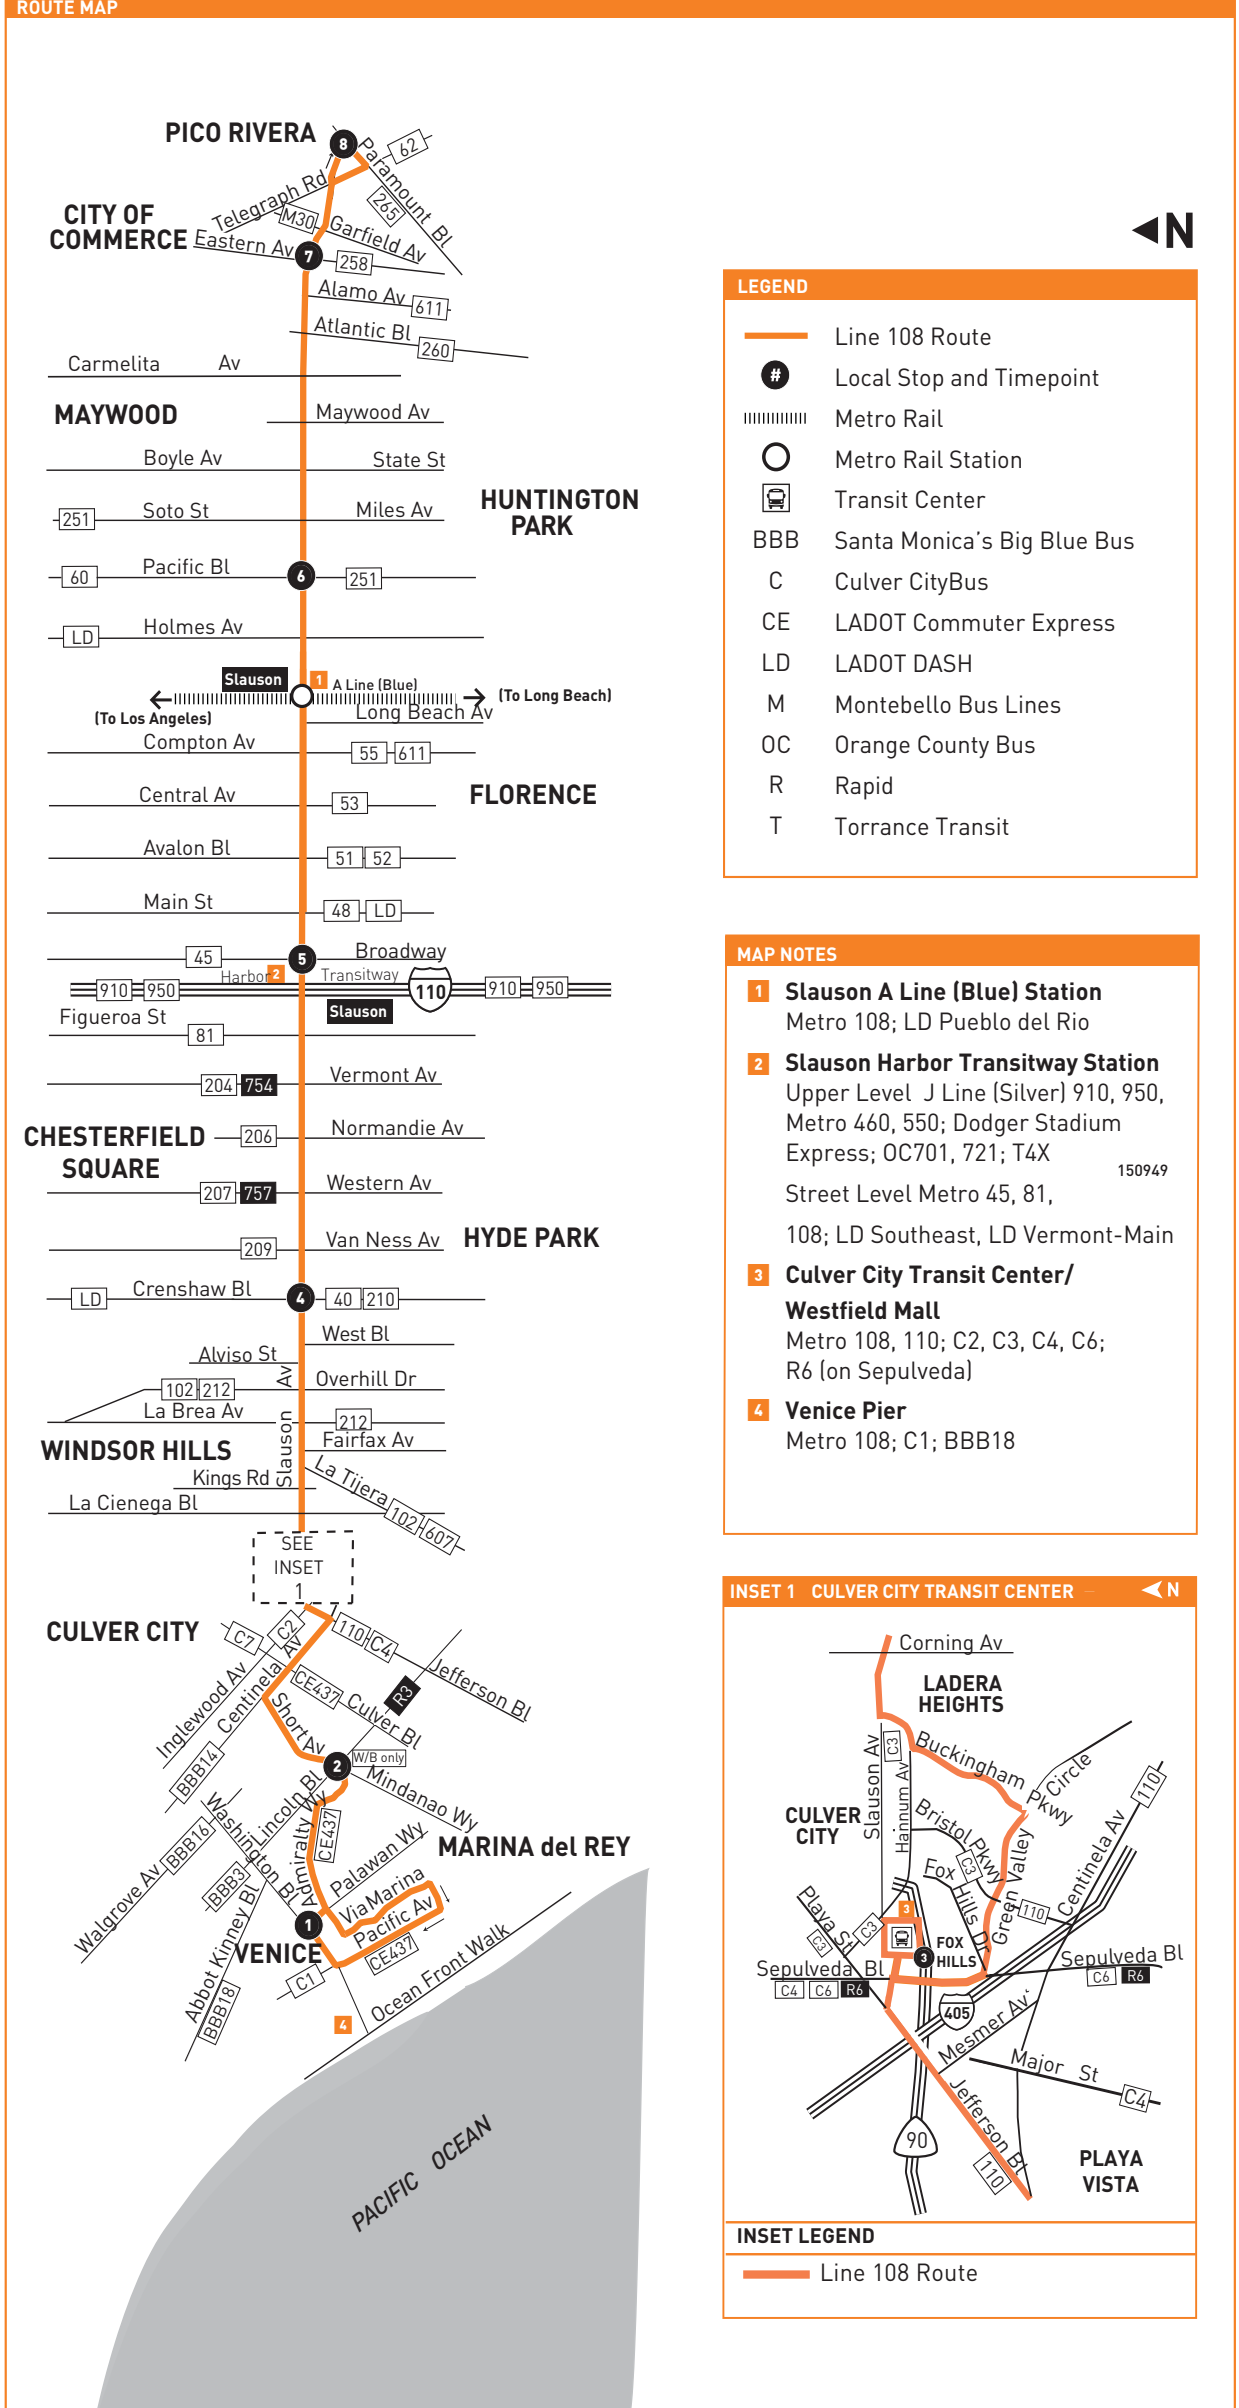 ROUTE MAP
PICO RIVERA
8
Paramount Bl
62
Telegraph Rd
265
CITY OF
COMMERCE
M30
Garfield Av
Eastern Av
7
258
Alamo Av
611
Atlantic Bl
260
Carmelita Av
MAYWOOD
Maywood Av
Boyle Av
State St
HUNTINGTON
PARK
251
Soto St
Miles Av
60
Pacific Bl
6
251
LD
Holmes Av
Slauson
1
A Line (Blue)
(To Los Angeles)
(To Long Beach)
Long Beach Av
Compton Av
55
611
Central Av
53
FLORENCE
Avalon Bl
51
52
Main St
48
LD
45
5
Broadway
Harbor
2
Transitway
910
950
110
910
950
Slauson
Figueroa St
81
204
754
Vermont Av
CHESTERFIELD
SQUARE
206
Normandie Av
207
757
Western Av
209
Van Ness Av
HYDE PARK
LD
Crenshaw Bl
4
40
210
West Bl
Alviso St
Slauson Av
102
212
Overhill Dr
La Brea Av
212
WINDSOR HILLS
Fairfax Av
Kings Rd
La Tijera
102
607
La Cienega Bl
SEE
INSET
1
CULVER CITY
C7
C2
110
C4
Jefferson Bl
Inglewood Av
Centinela Av
CE437
Culver Bl
R3
Short Av
BBB14
2
W/B only
Mindanao Wy
Washington Bl
Lincoln Bl
Admiralty Wy
CE437
Walgrove Av
BBB16
BBB3
Palawan Wy
MARINA del REY
Via Marina
Pacific Av
CE437
1
VENICE
Abbot Kinney Bl
BBB18
C1
Ocean Front Walk
4
PACIFIC OCEAN
N
LEGEND
Line 108 Route
# Local Stop and Timepoint
Metro Rail
Metro Rail Station
Transit Center
BBB Santa Monica's Big Blue Bus
C Culver CityBus
CE LADOT Commuter Express
LD LADOT DASH
M Montebello Bus Lines
OC Orange County Bus
R Rapid
T Torrance Transit
MAP NOTES
1 Slauson A Line (Blue) Station
Metro 108; LD Pueblo del Rio
2 Slauson Harbor Transitway Station
Upper Level J Line (Silver) 910, 950,
Metro 460, 550; Dodger Stadium
Express; OC701, 721; T4X
150949
Street Level Metro 45, 81,
108; LD Southeast, LD Vermont-Main
3 Culver City Transit Center/
Westfield Mall
Metro 108, 110; C2, C3, C4, C6;
R6 (on Sepulveda)
4 Venice Pier
Metro 108; C1; BBB18
INSET 1 CULVER CITY TRANSIT CENTER
N
Corning Av
LADERA
HEIGHTS
Slauson Av
C3
Hannum Av
Buckingham Pkwy
Circle
110
CULVER
CITY
Bristol Pkwy
C3
Fox Hills Dr
Green Valley
Centinela Av
110
Playa St
C3
C3
3
3
FOX
HILLS
Sepulveda Bl
C4
C6
R6
Sepulveda Bl
C6
R6
405
Mesmer Av
Major St
C4
Jefferson Bl
90
110
PLAYA
VISTA
INSET LEGEND
Line 108 Route